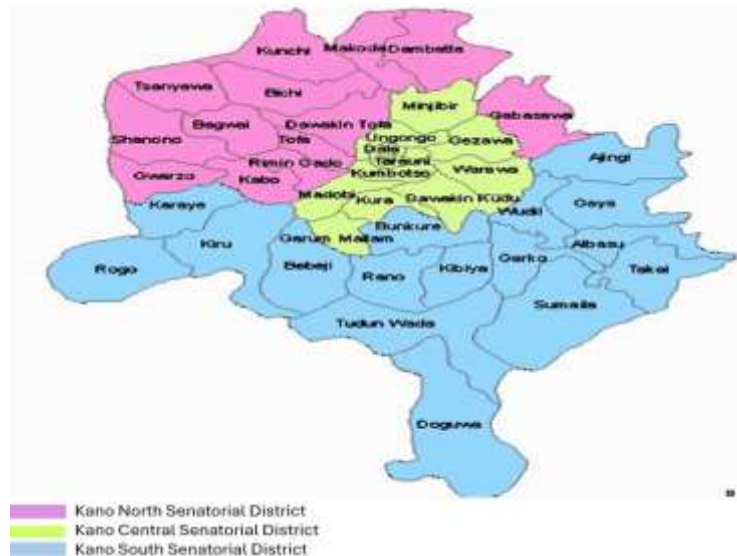 Kunchi
Makoda
Dambatta
Tsanyawa
Bichi
Minjibir
Gabasawa
Bagwai
Dawakin Tofa
Shanono
Tofa
Ungongo
Gezawa
Dala
Rimin Gado
Tarauni
Ajingi
Gwarzo
Kabo
Kumbotso
Warawa
Madobi
Kura
Dawakin Kudu
Karaye
Wudil
Gaya
Kiru
Garum Mallam
Bunkure
Albasu
Rogo
Bebeji
Rano
Kibiya
Garko
Takai
Sumaila
Tudun Wada
Doguwa
Kano North Senatorial District
Kano Central Senatorial District
Kano South Senatorial District